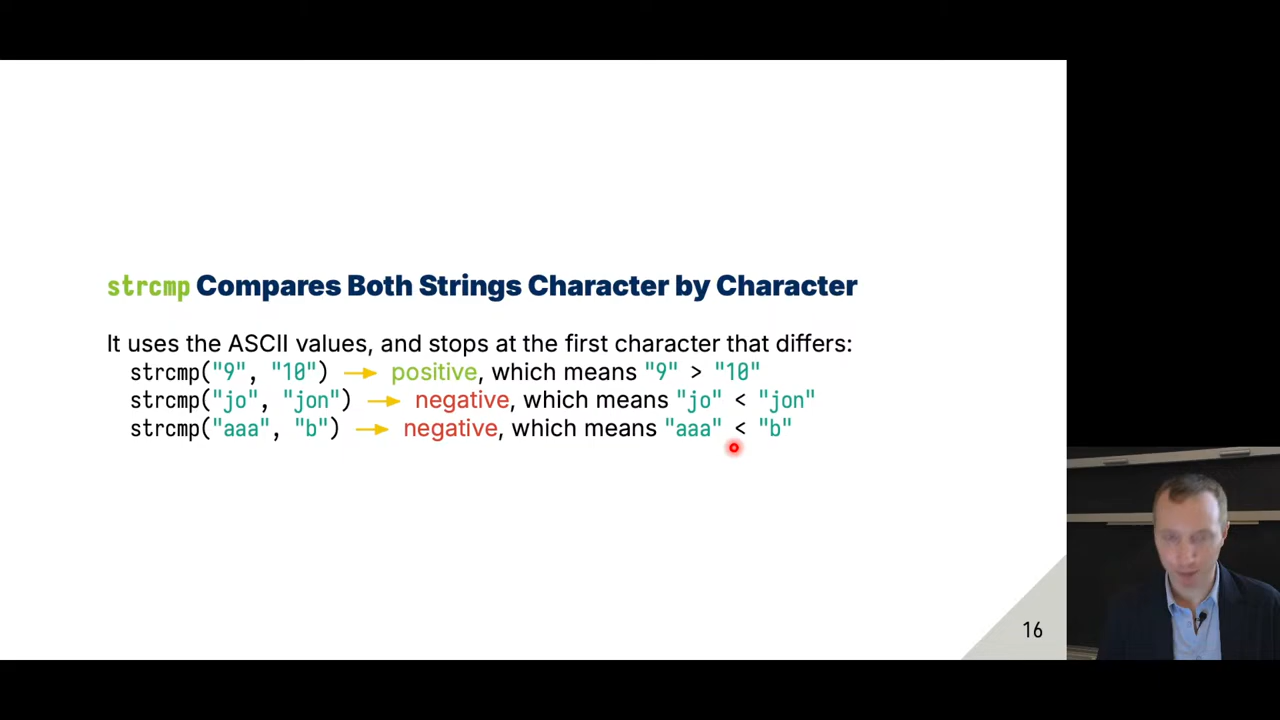 strcmp Compares Both Strings Character by Character
It uses the ASCII values, and stops at the first character that differs:
strcmp("9", "10") → positive, which means "9" > "10"
strcmp("jo", "jon") → negative, which means "jo" < "jon"
strcmp("aaa", "b") → negative, which means "aaa" < "b"
16